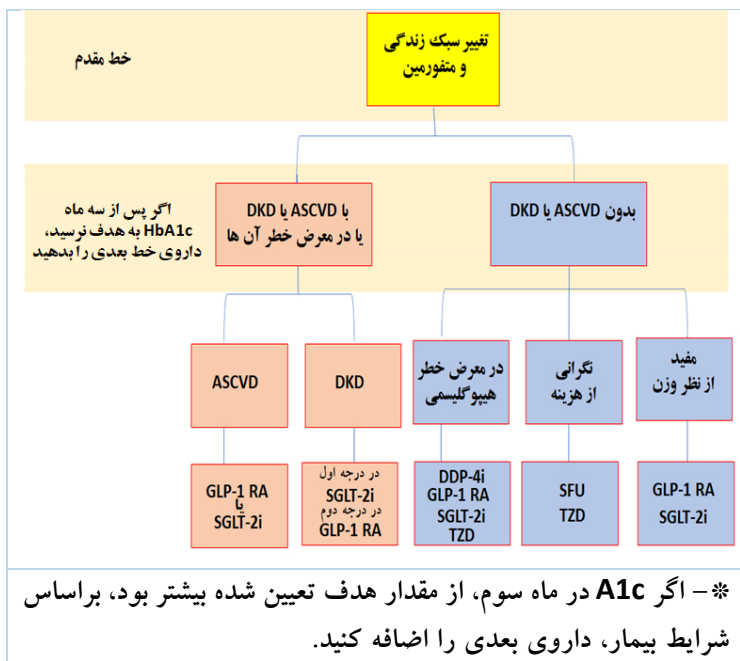 تغییر سبک زندگی
و متفورمین
خط مقدم
اگر پس از سه ماه
HbA1c به هدف نرسید،
داروی خط بعدی را بدهید
با ASCVD یا DKD
یا در معرض خطر آن ها
بدون ASCVD یا DKD
ASCVD
DKD
در معرض خطر
هیپوگلیسمی
نگرانی
از هزینه
مفید
از نظر وزن
GLP-1 RA
یا
SGLT-2i
در درجه اول
SGLT-2i
در درجه دوم
GLP-1 RA
DDP-4i
GLP-1 RA
SGLT-2i
TZD
SFU
TZD
GLP-1 RA
SGLT-2i
※– اگر A1c در ماه سوم، از مقدار هدف تعیین شده بیشتر بود، براساس
شرایط بیمار، داروی بعدی را اضافه کنید.